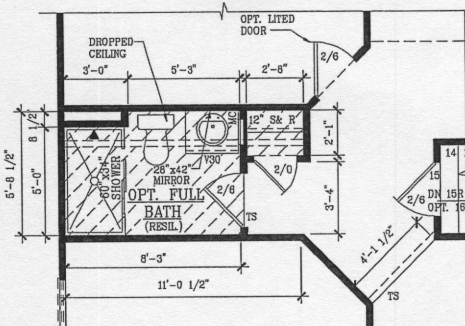 OPT. LITED
DOOR
DROPPED
CEILING
2/6
3'-0"
5'-3"
2'-8"
12" S& R
MC
8 1/2"
5'-8 1/2"
5'-0"
60"x34"
SHOWER
V30
28"x42"
MIRROR
OPT. FULL
BATH
(RESIL.)
2/6
2/0
TS
2'-1"
3'-4"
14
15
DN 15R
OPT. 16
2/6
4'-1 1/2"
TS
8'-3"
11'-0 1/2"